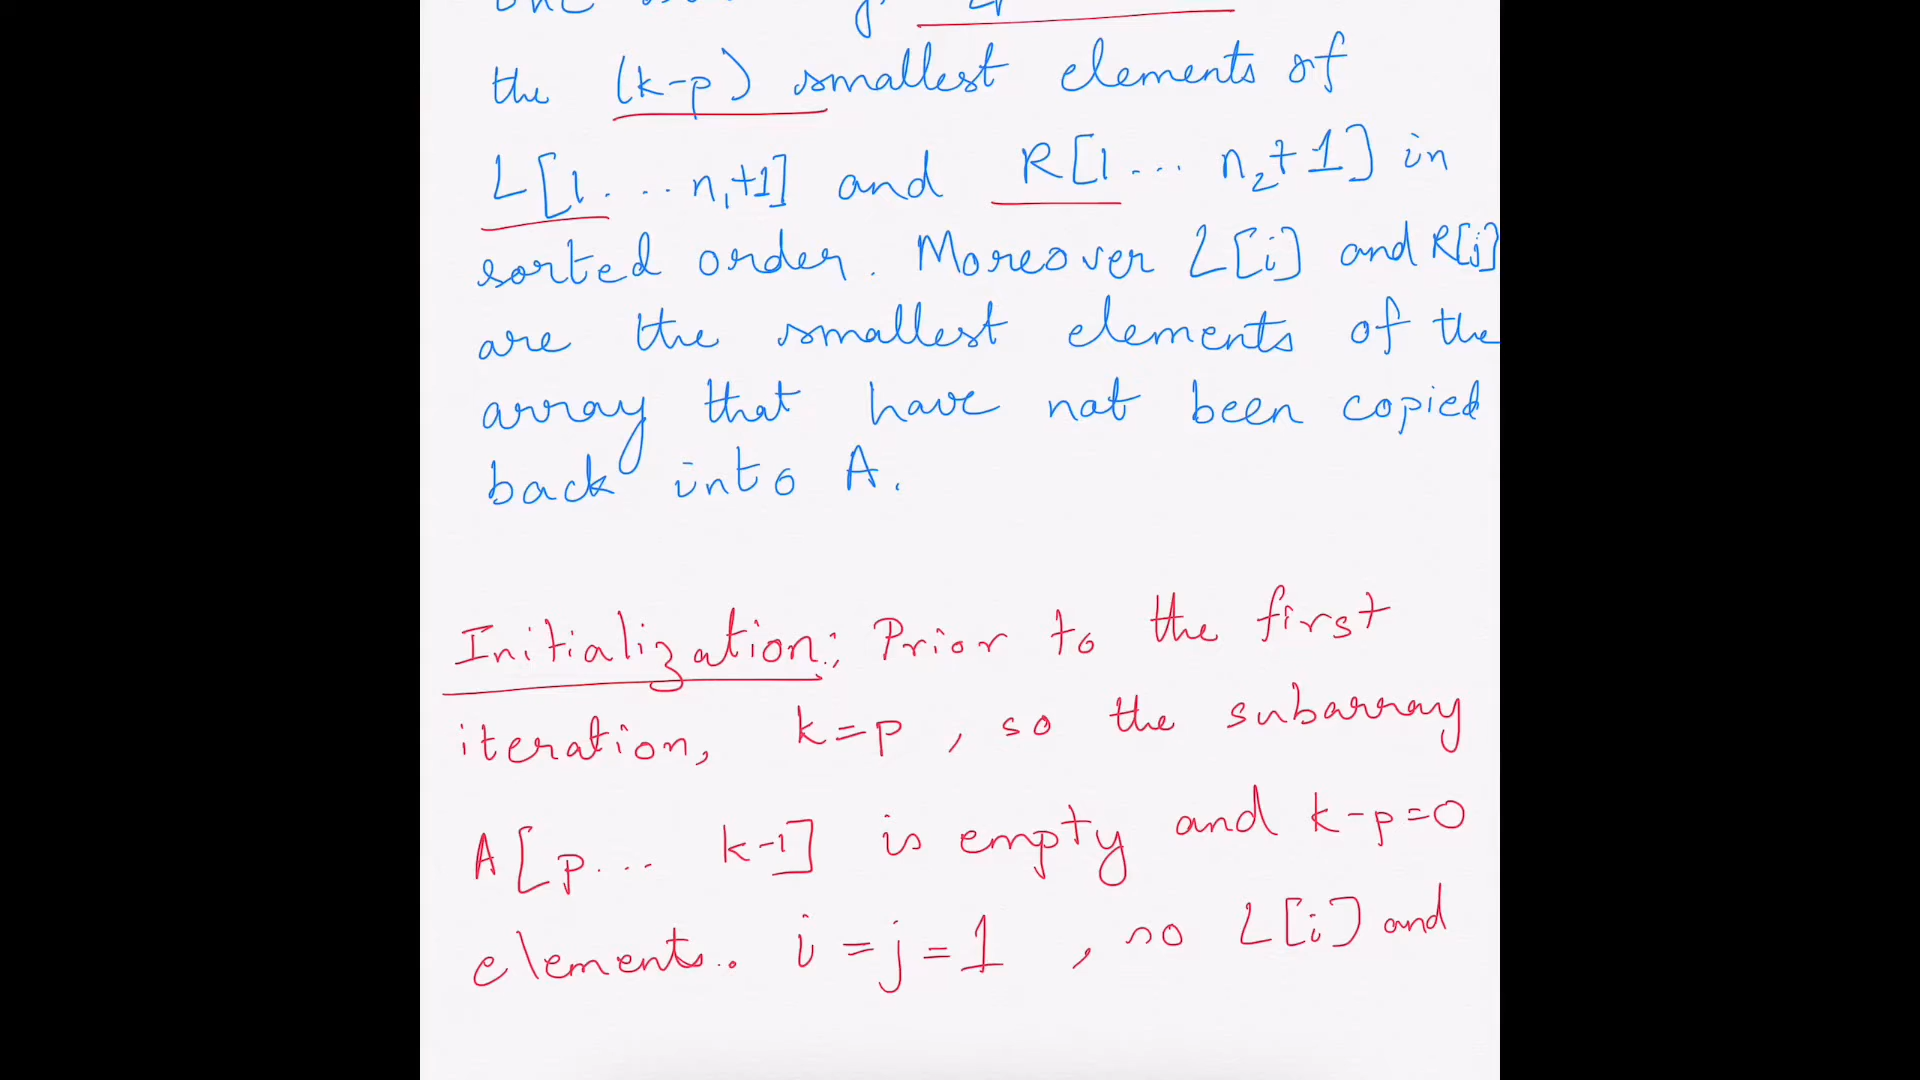 the (k-p) smallest elements of
L[1... n₁+1] and R[1... n₂+1] in
sorted order. Moreover L[i] and R[j]
are the smallest elements of the
array that have not been copied
back into A.
Initialization: Prior to the first
iteration, k=p, so the subarray
A[p... k-1] is empty and k-p=0
elements. i=j=1, so L[i] and